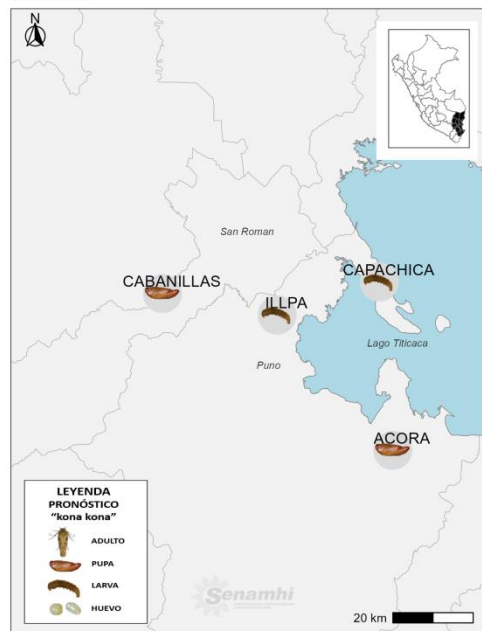 N
San Roman
CABANILLAS
CAPACHICA
ILLPA
Lago Titicaca
Puno
ACORA
LEYENDA
PRONÓSTICO
"kona kona"
ADULTO
PUPA
LARVA
HUEVO
Senamhi
20 km